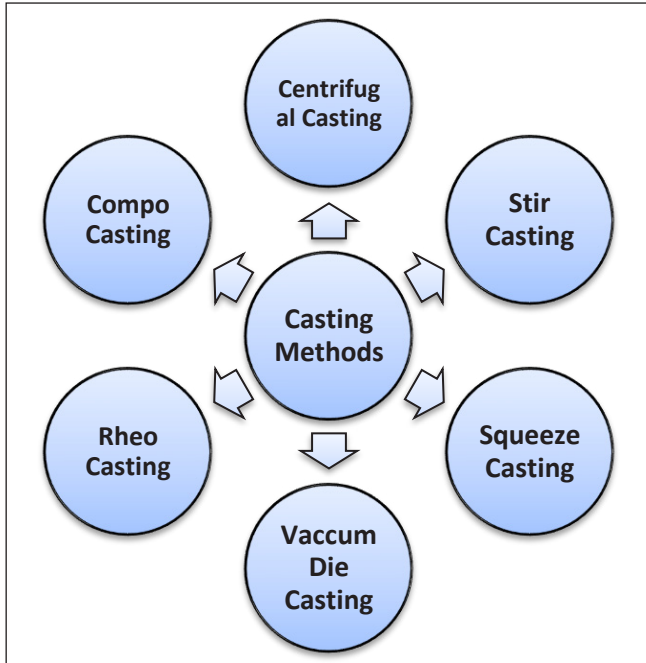 Centrifug
al Casting
Compo
Casting
Stir
Casting
Casting
Methods
Rheo
Casting
Squeeze
Casting
Vaccum
Die
Casting